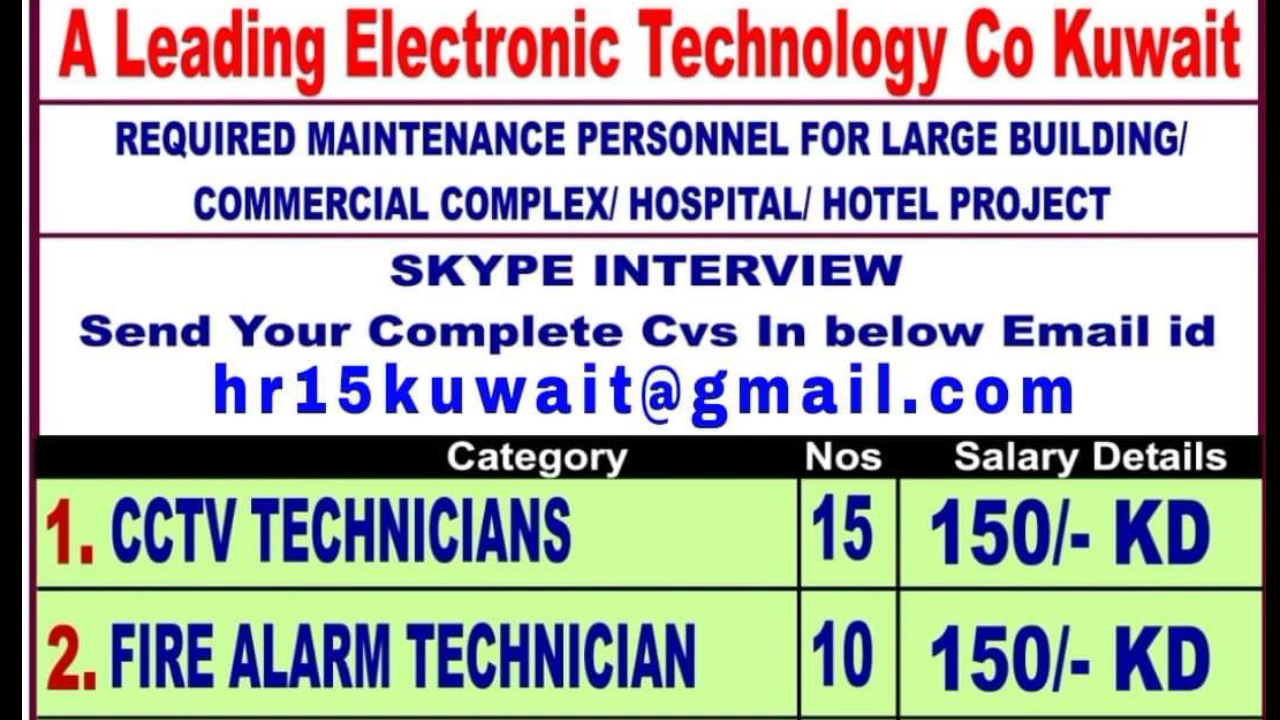 A Leading Electronic Technology Co Kuwait
REQUIRED MAINTENANCE PERSONNEL FOR LARGE BUILDING/
COMMERCIAL COMPLEX/ HOSPITAL/ HOTEL PROJECT
SKYPE INTERVIEW
Send Your Complete Cvs In below Email id
hr15kuwait@gmail.com
Category Nos Salary Details
1. CCTV TECHNICIANS 15 150/- KD
2. FIRE ALARM TECHNICIAN 10 150/- KD